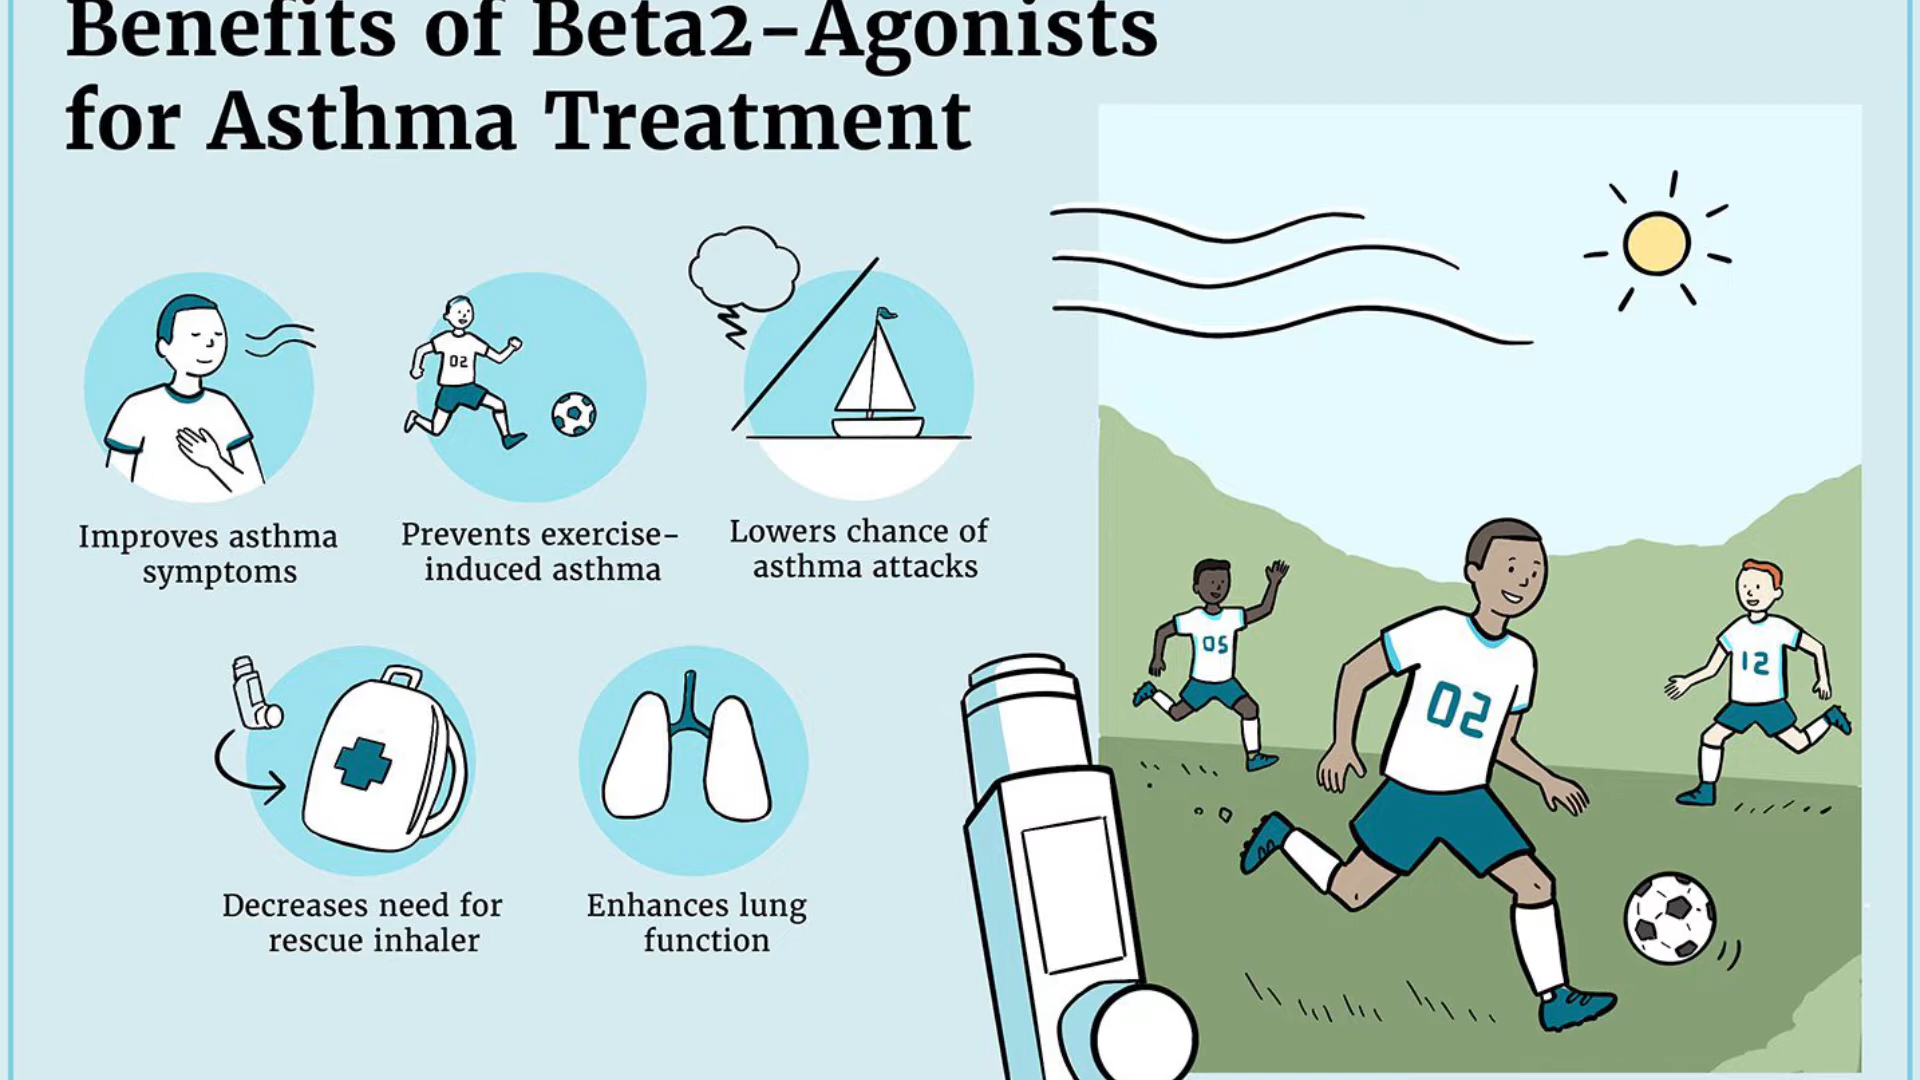 Benefits of Beta2-Agonists
for Asthma Treatment
Improves asthma
symptoms
Prevents exercise-
induced asthma
Lowers chance of
asthma attacks
Decreases need for
rescue inhaler
Enhances lung
function
02
05
02
12